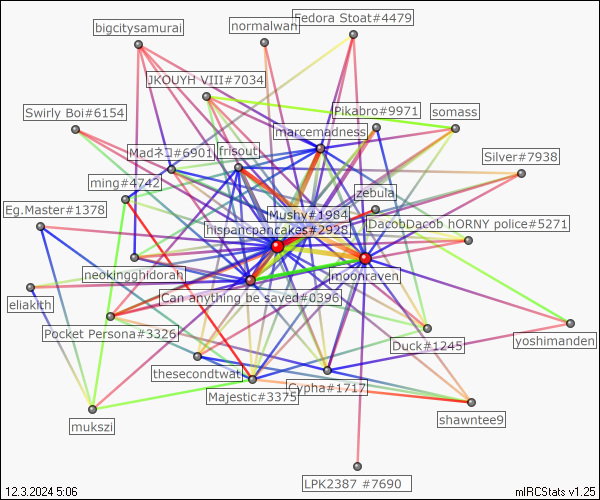 Fedora Stoat#4479
normalwan
bigcitysamurai
JKOUYH VIII#7034
Pikabro#9971
somass
Swirly Boi#6154
marcemadness
frisout
Madネコ#6901
Silver#7938
ming#4742
zebula
Eg.Master#1378
Mushy#1984
DacobDacob hORNY police#5271
hispanicpancakes#2928
neokingghidorah
moonraven
Can anything be saved#0396
eliakith
Pocket Persona#3326
yoshimanden
Duck#1245
thesecondtwat
Cypha#1717
Majestic#3375
shawntee9
mukszi
LPK2387 #7690
12.3.2024 5:06
mIRCStats v1.25